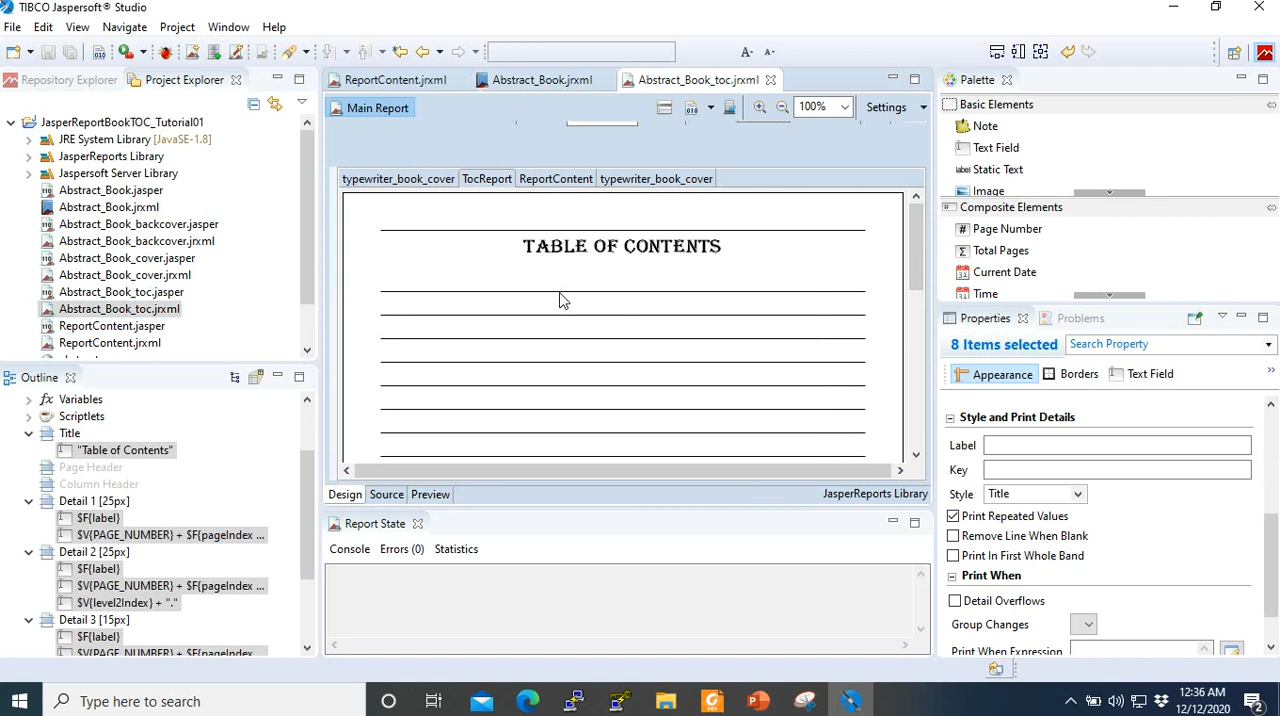 TIBCO Jaspersoft® Studio
File Edit View Navigate Project Window Help
Repository Explorer Project Explorer
ReportContent.jrxml Abstract_Book.jrxml Abstract_Book_toc.jrxml
Palette
Main Report
100% Settings
Basic Elements
Note
Text Field
Static Text
Image
Composite Elements
Page Number
Total Pages
Current Date
Time
JasperReportBookTOC_Tutorial01
JRE System Library [JavaSE-1.8]
JasperReports Library
Jaspersoft Server Library
Abstract_Book.jasper
Abstract_Book.jrxml
Abstract_Book_backcover.jasper
Abstract_Book_backcover.jrxml
Abstract_Book_cover.jasper
Abstract_Book_cover.jrxml
Abstract_Book_toc.jasper
Abstract_Book_toc.jrxml
ReportContent.jasper
ReportContent.jrxml
typewriter_book_cover TocReport ReportContent typewriter_book_cover
TABLE OF CONTENTS
Design Source Preview
JasperReports Library
Properties Problems
8 Items selected Search Property
Appearance Borders Text Field
Style and Print Details
Label
Key
Style Title
Print Repeated Values
Remove Line When Blank
Print In First Whole Band
Print When
Detail Overflows
Group Changes
Print When Expression
Outline
Variables
Scriptlets
Title
"Table of Contents"
Page Header
Column Header
Detail 1 [25px]
$F{label}
$V{PAGE_NUMBER} + $F{pageIndex ...
Detail 2 [25px]
$F{label}
$V{PAGE_NUMBER} + $F{pageIndex ...
$V{level2Index} + "."
Detail 3 [15px]
$F{label}
$V{PAGE_NUMBER} + $F{pageIndex ...
Report State
Console Errors (0) Statistics
Type here to search
12:36 AM
12/12/2020
2